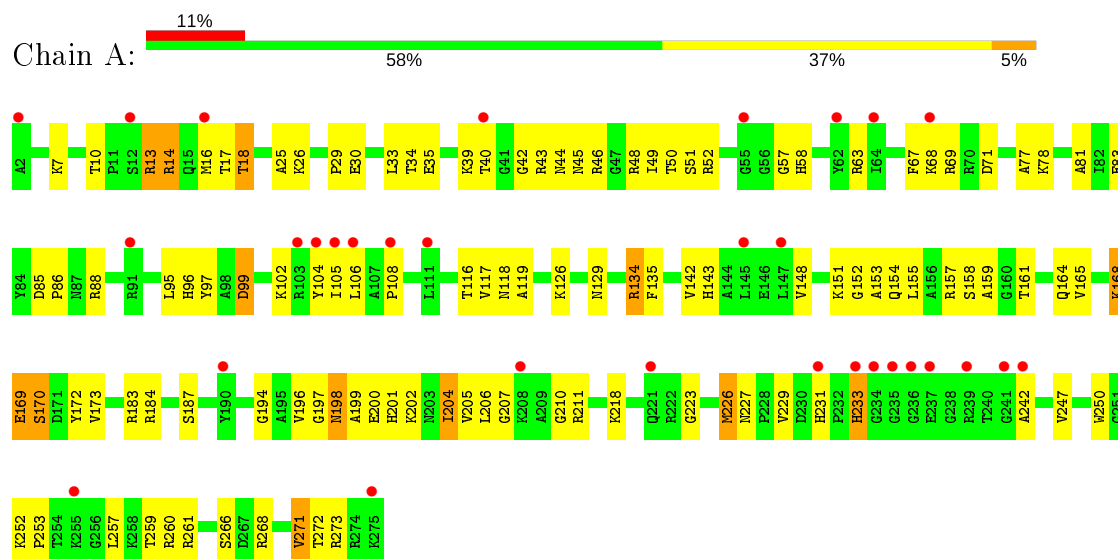 11%
Chain A:
58% 37% 5%
A2 K7 T10 P11 S12 R13 R14 Q15 M16 T17 T18 A25 K26 P29 E30 L33 T34 E35 K39 T40 G41 G42 R43 N44 N45 R46 G47 R48 I49 T50 S51 R52 G55 G56 G57 H58 Y62 R63 I64 F67 K68 R69 R70 D71 A77 K78 A81 I82
Y84 D85 P86 N87 R88 R91 L95 H96 Y97 A98 D99 K102 R103 Y104 I105 L106 A107 P108 L111 T116 V117 N118 A119 K126 N129 R134 F135 V142 H143 A144 L145 E146 L147 V148 K151 G152 A153 Q154 L155 A156 R157 S158 A159 G160 T161 Q164 V165 K168
E169 S170 D171 Y172 V173 R183 R184 S187 Y190 G194 A195 V196 G197 N198 A199 E200 H201 K202 N203 I204 V205 L206 G207 K208 A209 G210 R211 K218 Q221 R222 G223 M226 N227 P228 V229 D230 H231 P232 H233 G234 G235 G236 E237 G238 R239 T240 G241 A242 V247 W250
K252 P253 T254 K255 G256 L257 K258 T259 R260 R261 S266 D267 R268 V271 T272 R273 R274 K275